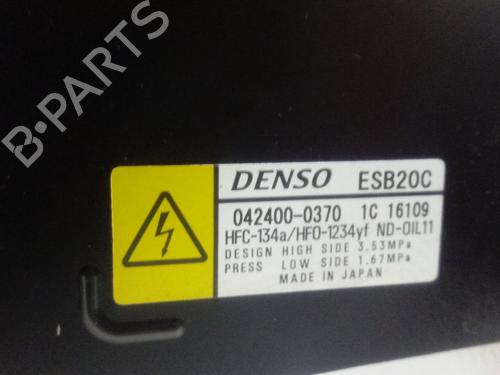 B-PARTS
DENSO ESB20C
042400-0370 1C 16109
HFC-134a/HFO-1234yf ND-OIL11
DESIGN HIGH SIDE 3.53MPa
PRESS LOW SIDE 1.67MPa
MADE IN JAPAN